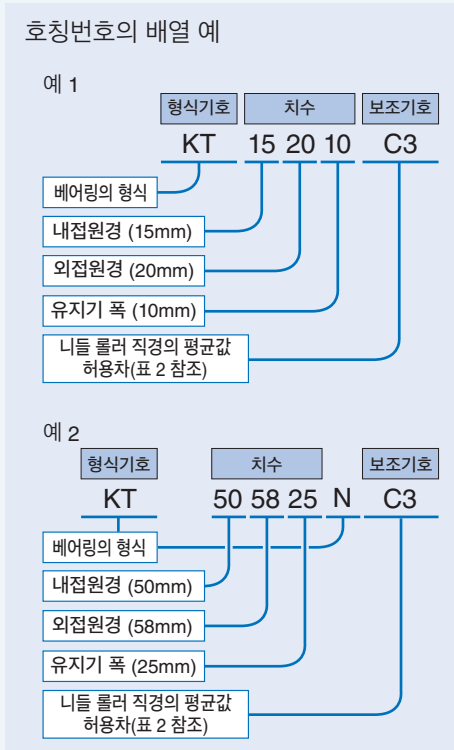 호칭번호의 배열 예
예 1
형식기호 치수 보조기호
KT 15 20 10 C3
베어링의 형식
내접원경 (15mm)
외접원경 (20mm)
유지기 폭 (10mm)
니들 롤러 직경의 평균값
허용차(표 2 참조)
예 2
형식기호 치수 보조기호
KT 50 58 25 N C3
베어링의 형식
내접원경 (50mm)
외접원경 (58mm)
유지기 폭 (25mm)
니들 롤러 직경의 평균값
허용차(표 2 참조)